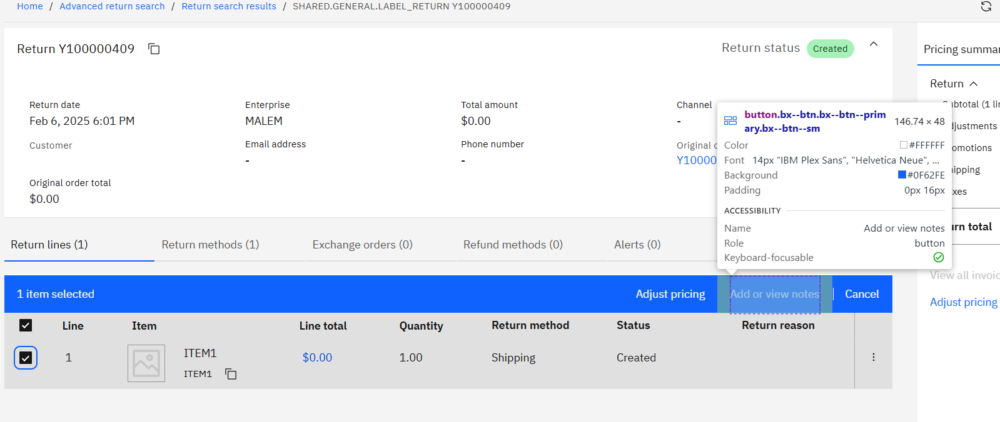 Home / Advanced return search / Return search results / SHARED.GENERAL.LABEL_RETURN Y100000409
Return Y100000409
Return status Created
Return date
Feb 6, 2025 6:01 PM
Enterprise
MALEM
Total amount
$0.00
Channel
-
Customer
Email address
-
Phone number
-
Original o
Y10000
Original order total
$0.00
Return lines (1)
Return methods (1)
Exchange orders (0)
Refund methods (0)
Alerts (0)
button.bx--btn.bx--btn--prim
ary.bx--btn--sm
146.74 × 48
Color #FFFFFF
Font 14px "IBM Plex Sans", "Helvetica Neue", ...
Background #0F62FE
Padding 0px 16px
ACCESSIBILITY
Name Add or view notes
Role button
Keyboard-focusable
1 item selected
Adjust pricing
Add or view notes
Cancel
Line Item Line total Quantity Return method Status Return reason
1 ITEM1 $0.00 1.00 Shipping Created
ITEM1
Pricing summar
Return
ubtotal (1 li
djustments
omotions
hipping
xes
urn total
View all invoic
Adjust pricing